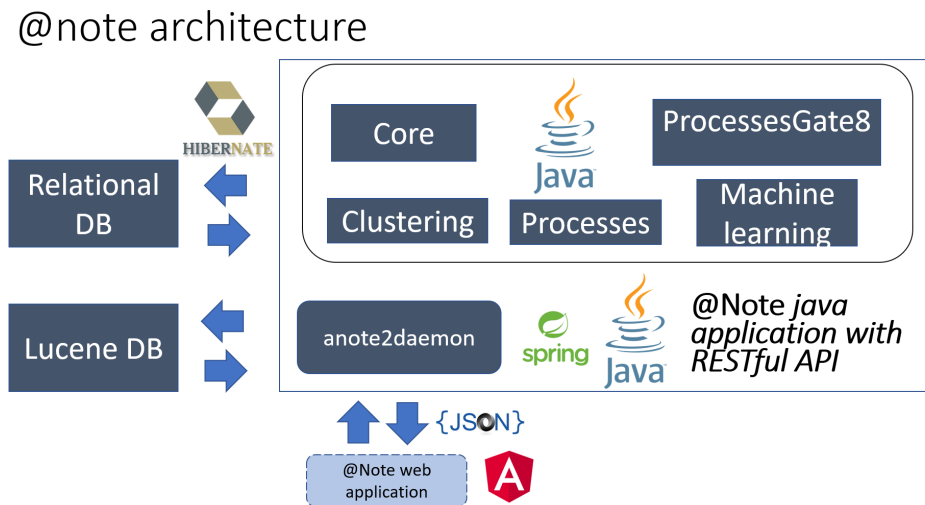 @note architecture
HIBERNATE
Core
Java
ProcessesGate8
Relational
DB
Clustering
Processes
Machine
learning
Lucene DB
anote2daemon
spring
Java
@Note java
application with
RESTful API
{JSON}
@Note web
application
A